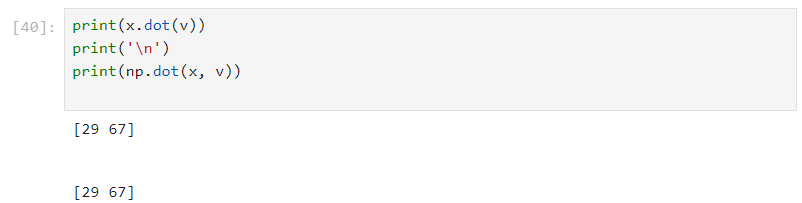 [40]: print(x.dot(v))
print('\n')
print(np.dot(x, v))
[29 67]
[29 67]